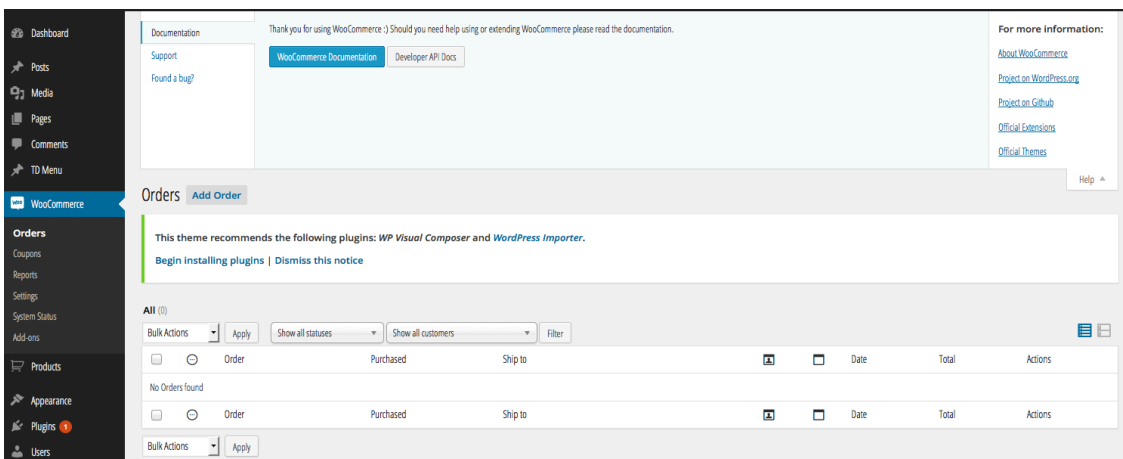 Dashboard
Posts
Media
Pages
Comments
TD Menu
WooCommerce
Orders
Coupons
Reports
Settings
System Status
Add-ons
Products
Appearance
Plugins 1
Users
Documentation
Support
Found a bug?
Thank you for using WooCommerce :) Should you need help using or extending WooCommerce please read the documentation.
WooCommerce Documentation Developer API Docs
For more information:
About WooCommerce
Project on WordPress.org
Project on Github
Official Extensions
Official Themes
Help
Orders Add Order
This theme recommends the following plugins: WP Visual Composer and WordPress Importer.
Begin installing plugins | Dismiss this notice
All (0)
Bulk Actions Apply Show all statuses Show all customers Filter
Order Purchased Ship to Date Total Actions
No Orders found
Order Purchased Ship to Date Total Actions
Bulk Actions Apply